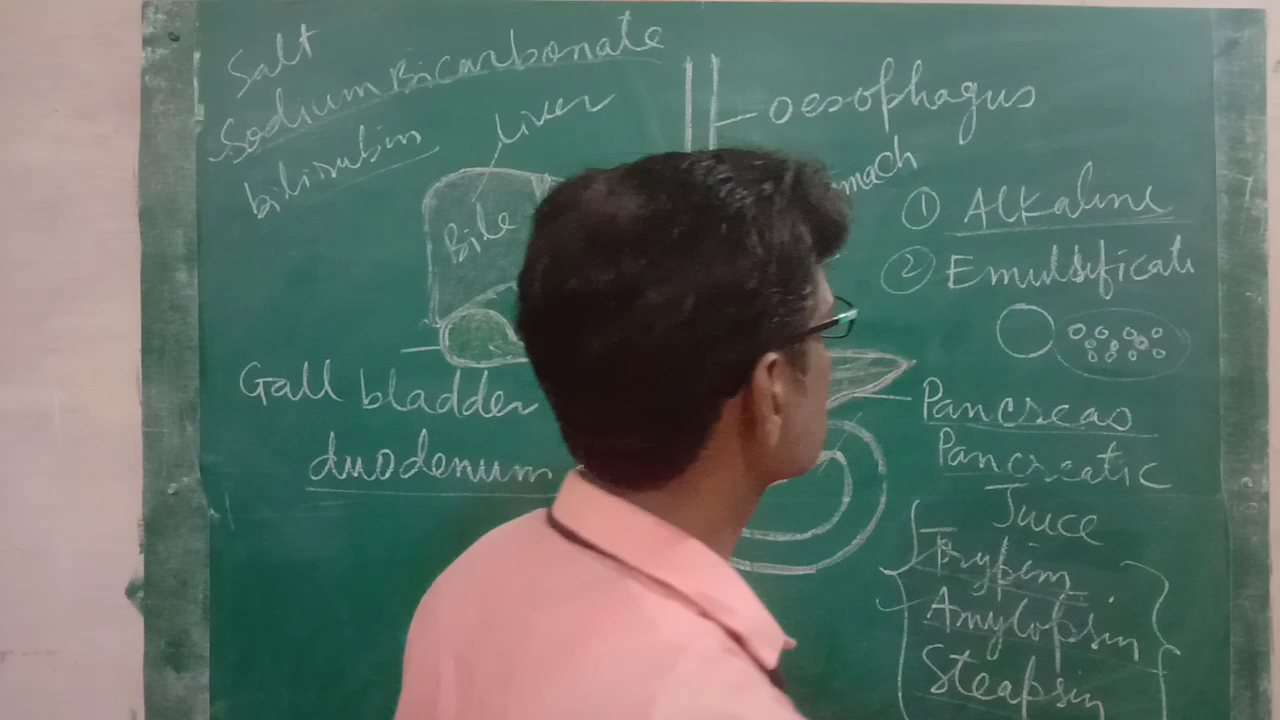 Salt
Sodium Bicarbonate
bilirubin
Liver
Bile
Gall bladder
duodenum
oesophagus
mach
① Alkaline
② Emulsificati
Pancreas
Pancreatic
Juice
Trypsin
Amylopsin
Steapsin